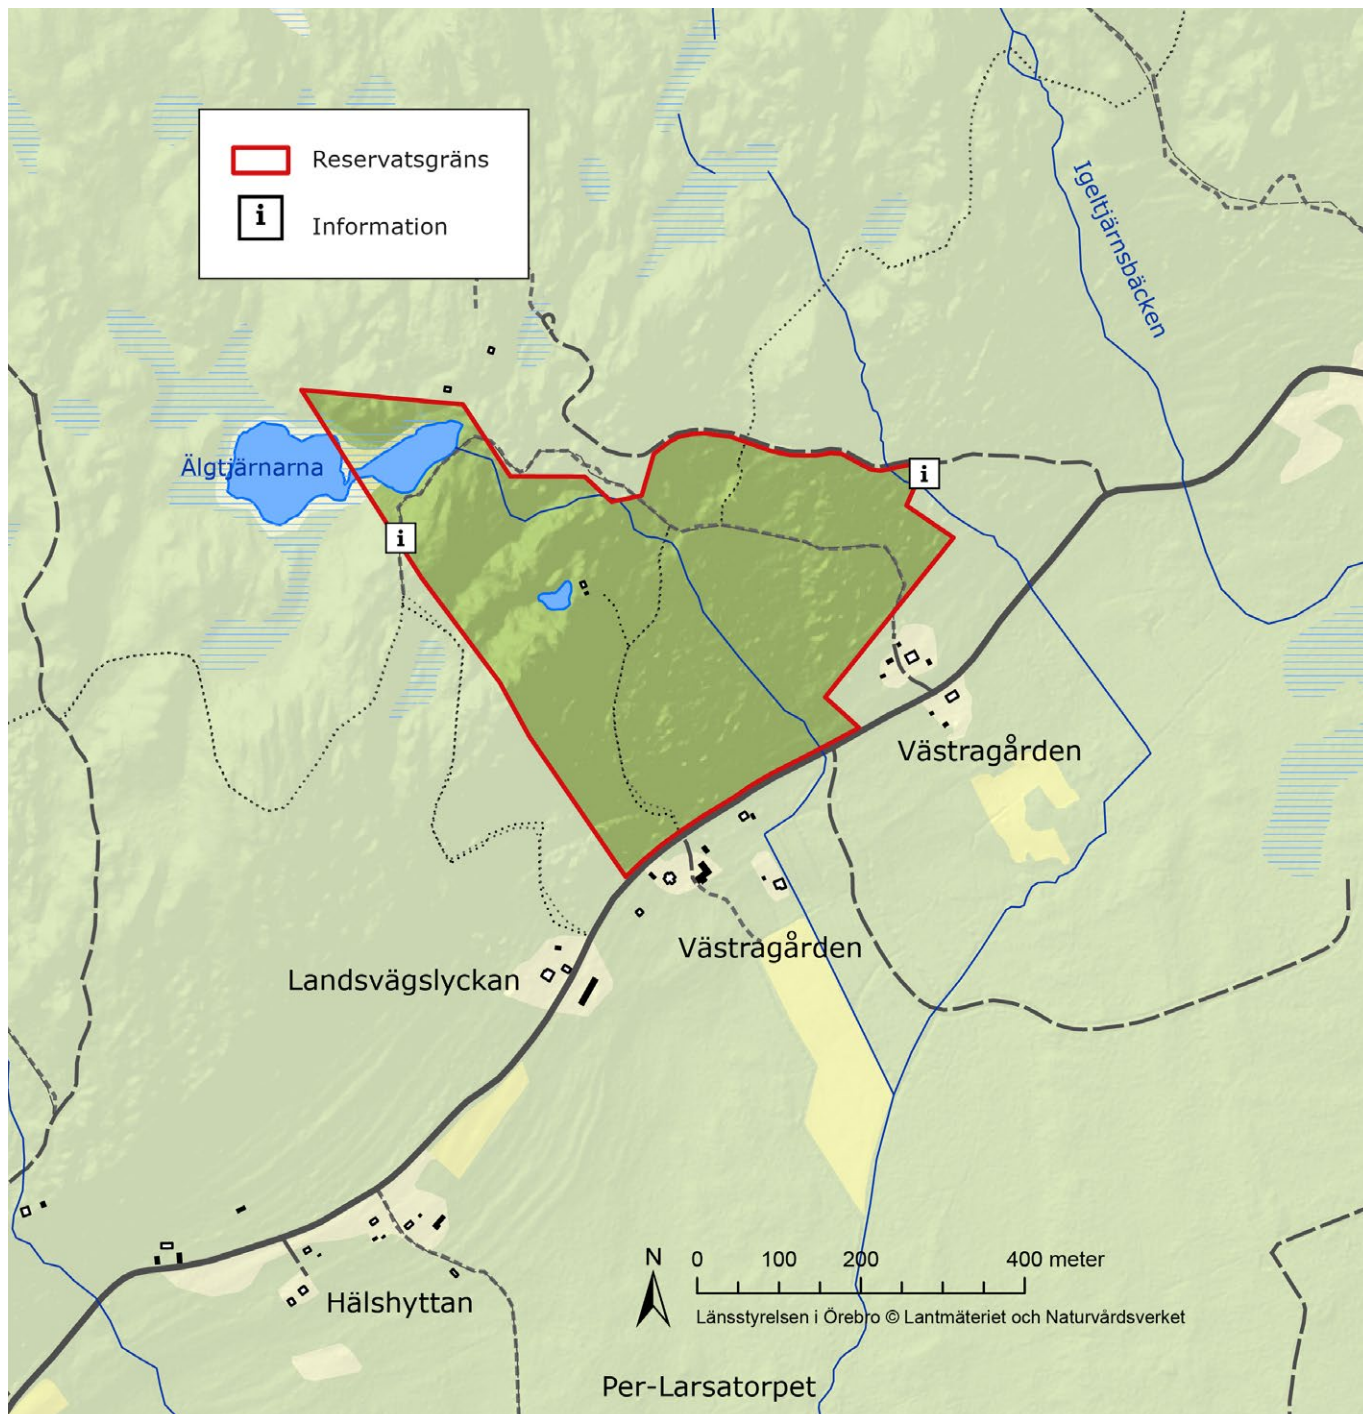 Reservatsgräns
i
Information
Igeltjärnsbäcken
Älgtjärnarna
i
i
Västragården
Västragården
Landsvägslyckan
Hälshyttan
N
0 100 200 400 meter
Länsstyrelsen i Örebro © Lantmäteriet och Naturvårdsverket
Per-Larsatorpet